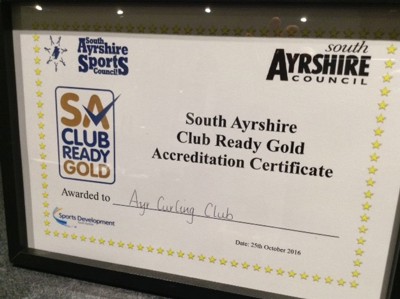 South
Ayrshire
Sports
Council
south
AYRSHIRE
COUNCIL
SA
CLUB
READY
GOLD
South Ayrshire
Club Ready Gold
Accreditation Certificate
Awarded to Ayr Curling Club
Sports Development
Date: 25th October 2016